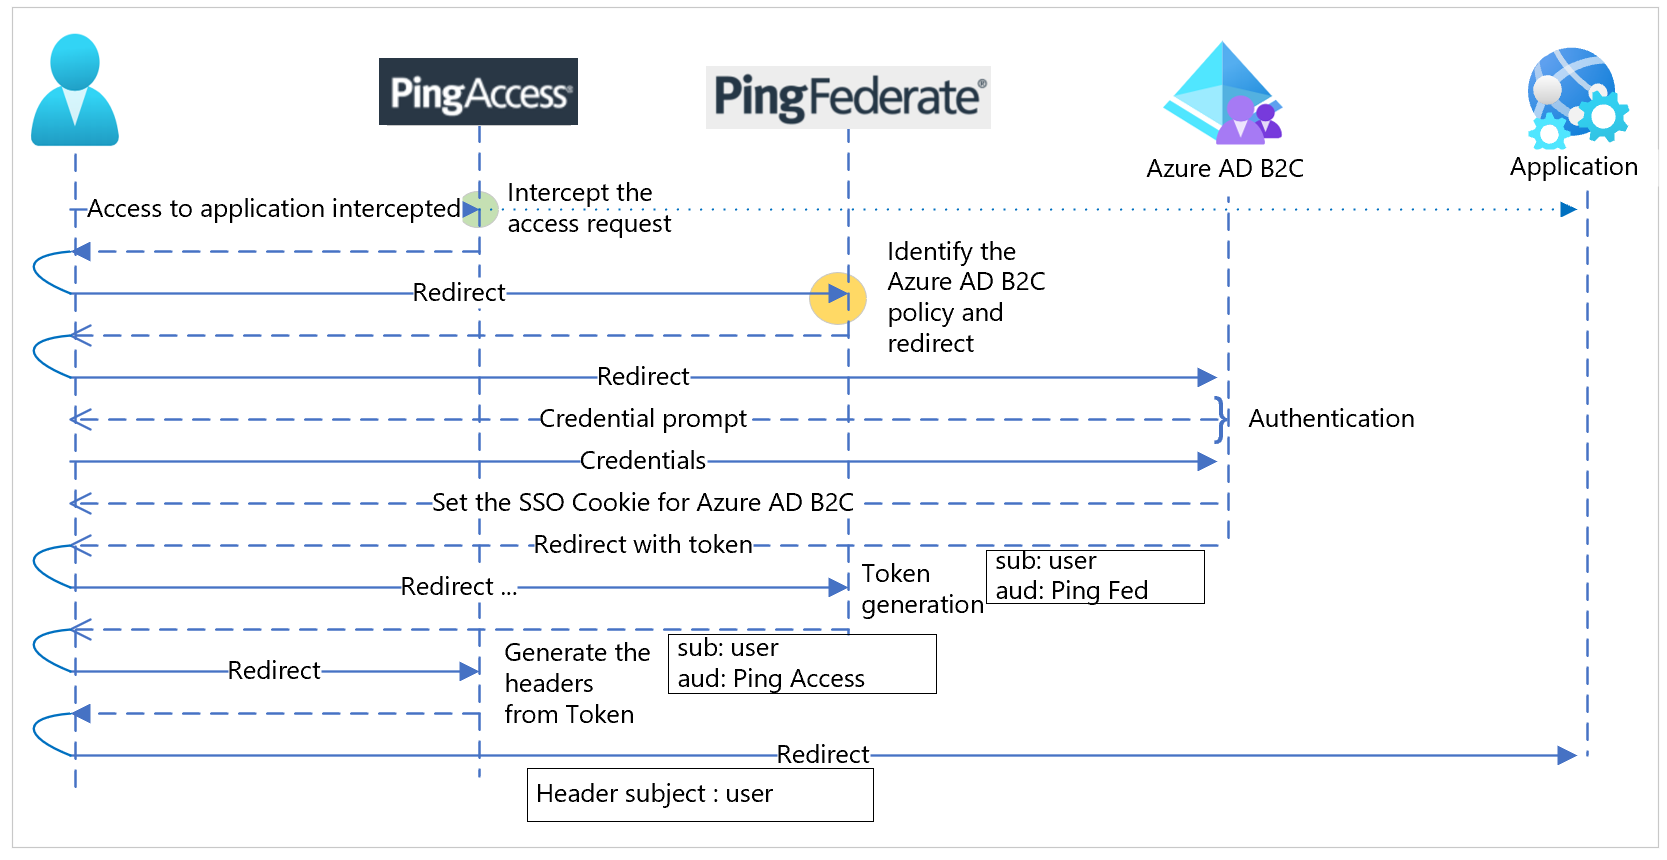 PingAccess®
PingFederate®
Azure AD B2C
Application
Access to application intercepted
Intercept the
access request
Identify the
Azure AD B2C
policy and
redirect
Redirect
Redirect
Credential prompt
Authentication
Credentials
Set the SSO Cookie for Azure AD B2C
Redirect with token
sub: user
aud: Ping Fed
Redirect ...
Token
generation
sub: user
aud: Ping Access
Redirect
Generate the
headers
from Token
Redirect
Header subject : user